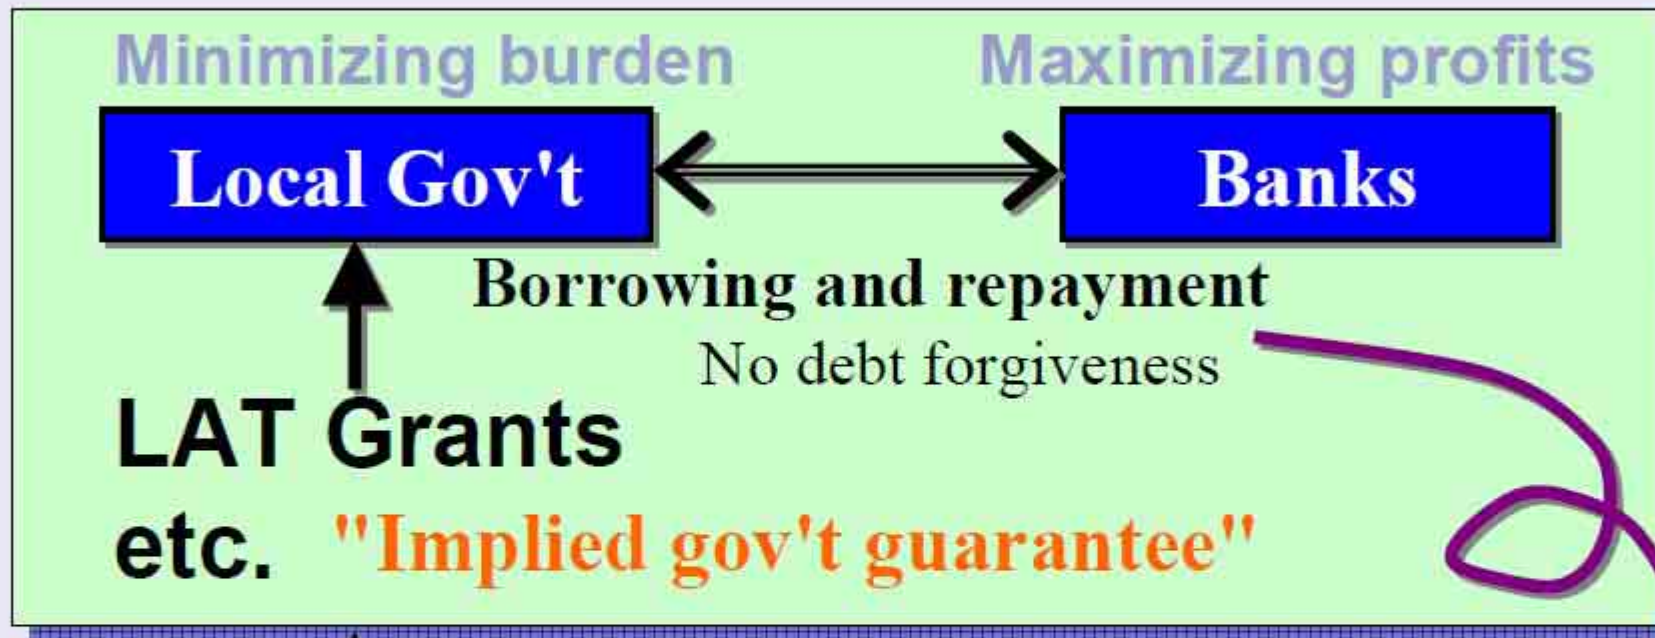 Minimizing burden Maximizing profits
Local Gov't Banks
Borrowing and repayment
No debt forgiveness
LAT Grants
etc. "Implied gov't guarantee"